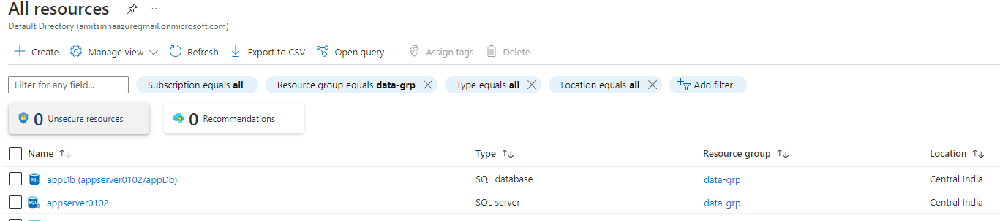 All resources ...
Default Directory (amitsinhaazuregmail.onmicrosoft.com)
+ Create Manage view Refresh Export to CSV Open query Assign tags Delete
Filter for any field... Subscription equals all Resource group equals data-grp Type equals all Location equals all Add filter
0 Unsecure resources 0 Recommendations
Name ↑↓ Type ↑↓ Resource group ↑↓ Location ↑↓
SQL appDb (appserver0102/appDb) SQL database data-grp Central India
SQL appserver0102 SQL server data-grp Central India